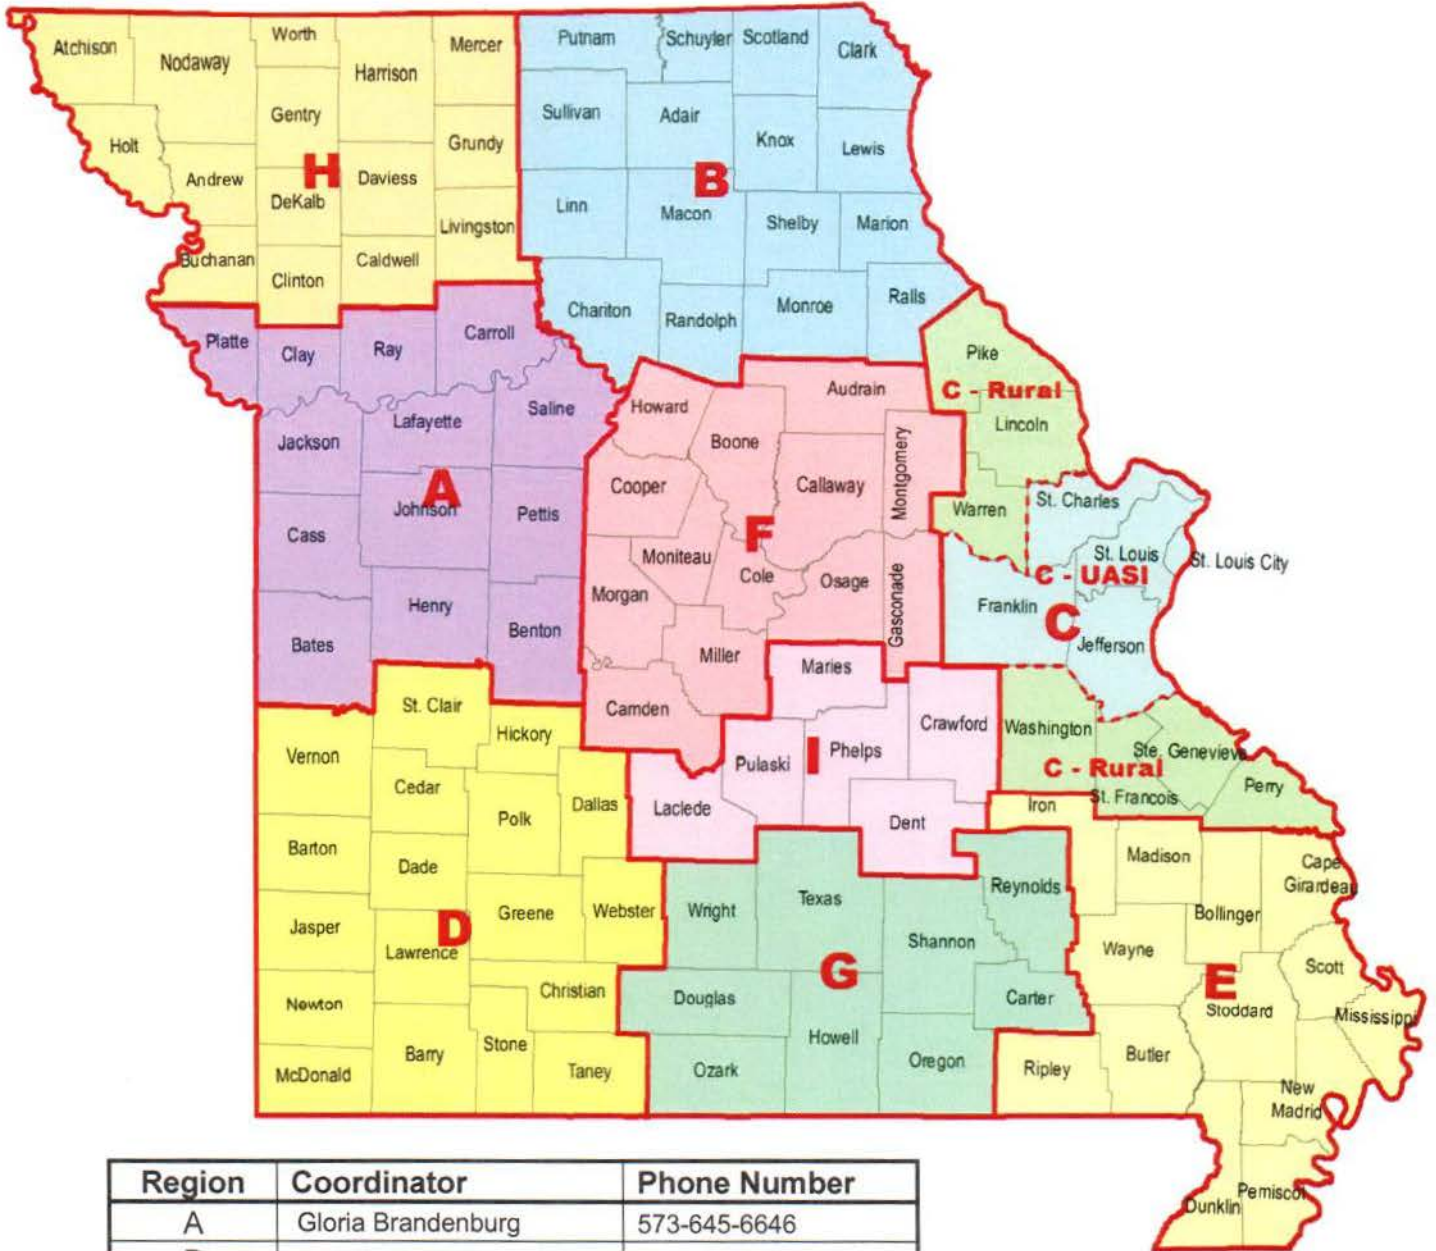 Atchison
Nodaway
Worth
Harrison
Mercer
Holt
Gentry
Grundy
Andrew
DeKalb
H
Daviess
Livingston
Buchanan
Clinton
Caldwell
Putnam
Schuyler
Scotland
Clark
Sullivan
Adair
Knox
Lewis
B
Linn
Macon
Shelby
Marion
Chariton
Randolph
Monroe
Ralls
Platte
Clay
Ray
Carroll
Jackson
Lafayette
Saline
A
Johnson
Pettis
Cass
Henry
Benton
Bates
Howard
Boone
Audrain
Cooper
Callaway
Montgomery
F
Moniteau
Cole
Osage
Gasconade
Morgan
Miller
Camden
Pike
C - Rural
Lincoln
Warren
St. Charles
St. Louis
St. Louis City
C - UASI
Franklin
C
Jefferson
Washington
Ste. Genevieve
C - Rural
St. Francois
Perry
Maries
Crawford
Pulaski
I
Phelps
Laclede
Dent
St. Clair
Hickory
Vernon
Cedar
Polk
Dallas
Barton
Dade
Greene
Webster
Jasper
D
Lawrence
Christian
Newton
Barry
Stone
Taney
McDonald
Wright
Texas
Reynolds
Shannon
G
Douglas
Howell
Carter
Ozark
Oregon
Iron
Madison
Cape
Girardeau
Bollinger
Wayne
Scott
E
Stoddard
Mississippi
Ripley
Butler
New
Madrid
Dunklin
Pemiscot
Region Coordinator Phone Number
A Gloria Brandenburg 573-645-6646